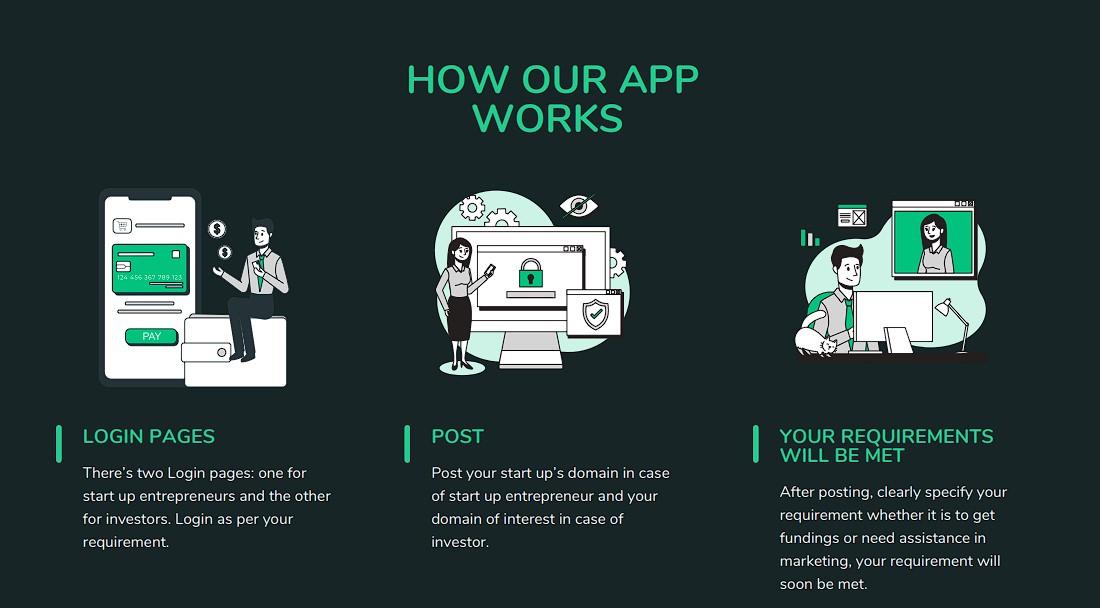 HOW OUR APP
WORKS
124 456 367 789 123
PAY
LOGIN PAGES
There's two Login pages: one for
start up entrepreneurs and the other
for investors. Login as per your
requirement.
POST
Post your start up's domain in case
of start up entrepreneur and your
domain of interest in case of
investor.
YOUR REQUIREMENTS
WILL BE MET
After posting, clearly specify your
requirement whether it is to get
fundings or need assistance in
marketing, your requirement will
soon be met.